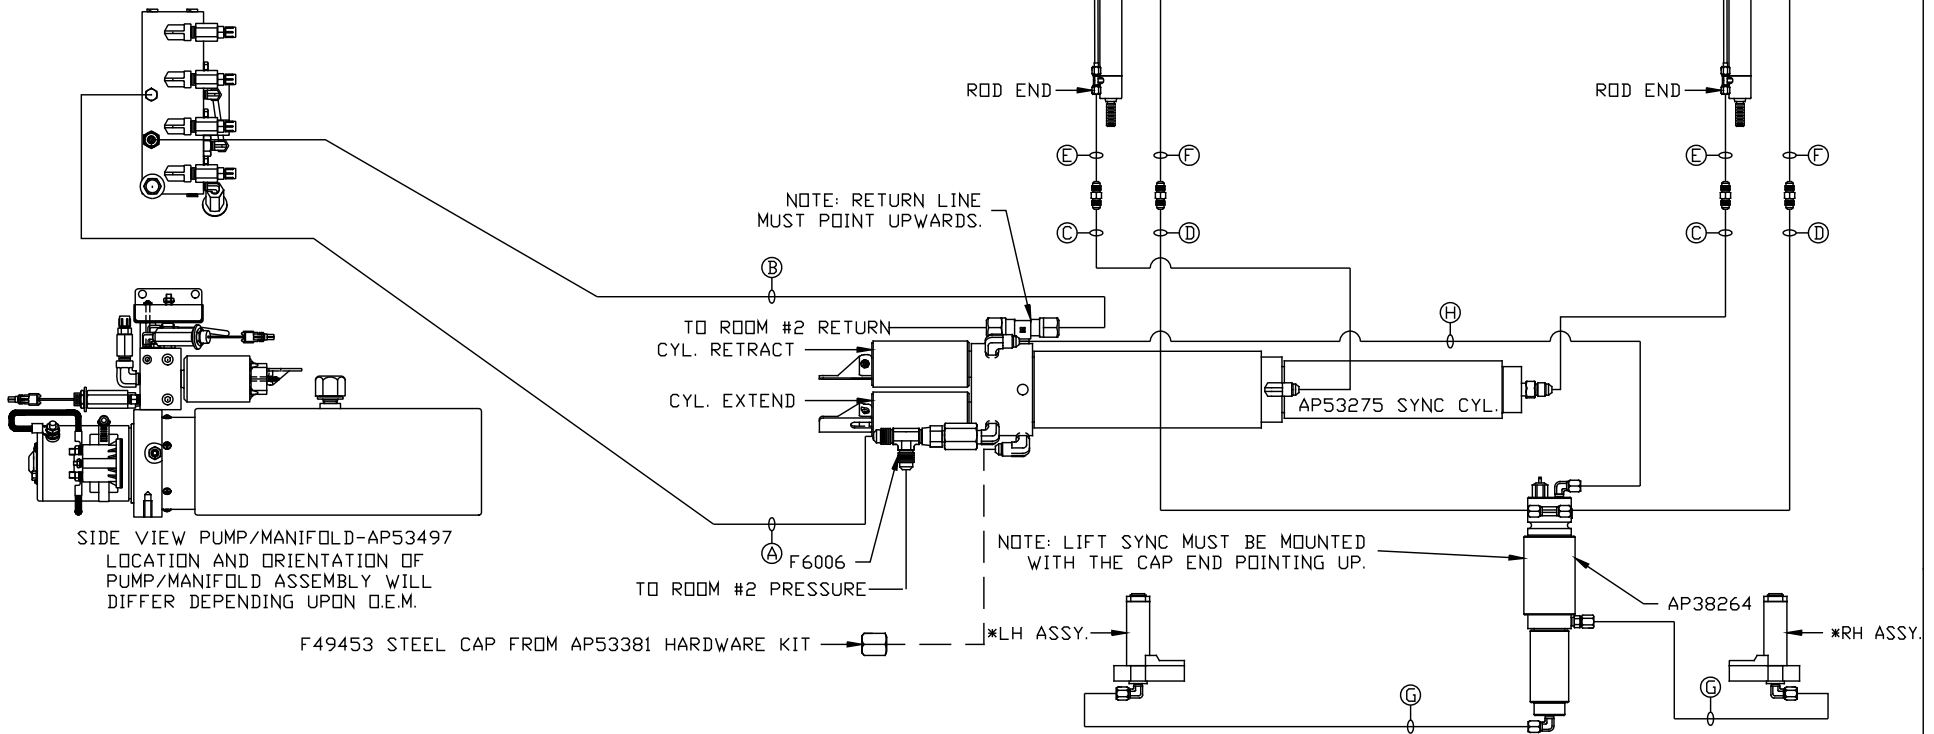 ROD END
ROD END
E
F
E
F
NOTE: RETURN LINE
MUST POINT UPWARDS.
C
D
C
D
B
H
TO ROOM #2 RETURN
CYL. RETRACT
CYL. EXTEND
AP53275 SYNC CYL.
SIDE VIEW PUMP/MANIFOLD-AP53497
LOCATION AND ORIENTATION OF
PUMP/MANIFOLD ASSEMBLY WILL
DIFFER DEPENDING UPON O.E.M.
A
F6006
TO ROOM #2 PRESSURE
NOTE: LIFT SYNC MUST BE MOUNTED
WITH THE CAP END POINTING UP.
AP38264
F49453 STEEL CAP FROM AP53381 HARDWARE KIT
*LH ASSY.
*RH ASSY.
G
G